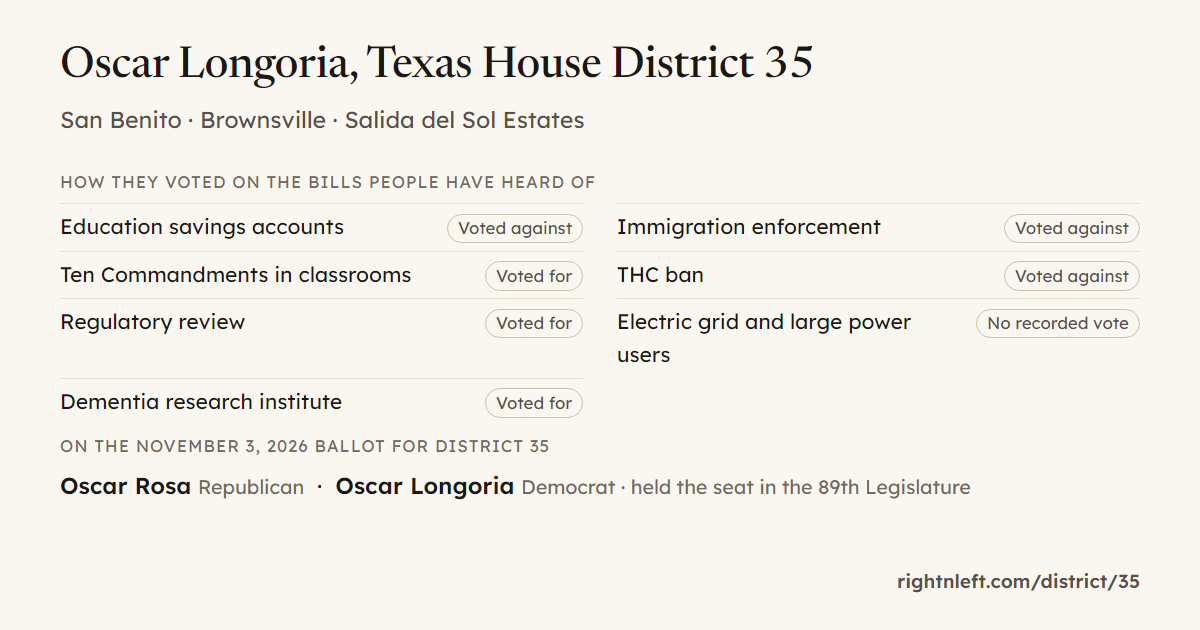 Oscar Longoria, Texas House District 35
San Benito · Brownsville · Salida del Sol Estates
HOW THEY VOTED ON THE BILLS PEOPLE HAVE HEARD OF
Education savings accounts Voted against
Immigration enforcement Voted against
Ten Commandments in classrooms Voted for
THC ban Voted against
Regulatory review Voted for
Electric grid and large power
users No recorded vote
Dementia research institute Voted for
ON THE NOVEMBER 3, 2026 BALLOT FOR DISTRICT 35
Oscar Rosa Republican · Oscar Longoria Democrat · held the seat in the 89th Legislature
rightnleft.com/district/35